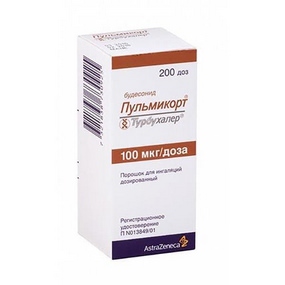 200 доз
будесонид
Пульмикорт®
Турбухалер®
100 мкг/доза
Порошок для ингаляций
дозированный
Регистрационное
удостоверение
П N013849/01
AstraZeneca